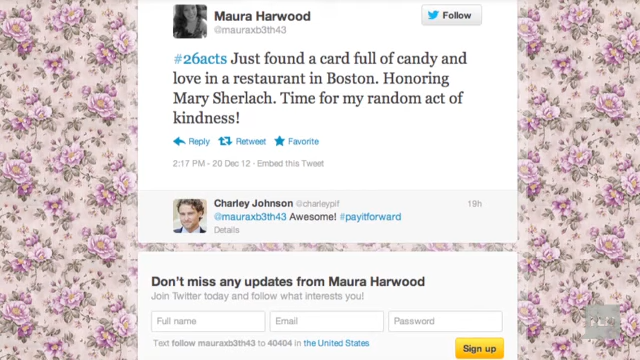 Maura Harwood
@mauraxb3th43
Follow
#26acts Just found a card full of candy and
love in a restaurant in Boston. Honoring
Mary Sherlach. Time for my random act of
kindness!
Reply Retweet Favorite
2:17 PM - 20 Dec 12 · Embed this Tweet
Charley Johnson @charleypif 19h
@mauraxb3th43 Awesome! #payitforward
Details
Don't miss any updates from Maura Harwood
Join Twitter today and follow what interests you!
Full name Email Password
Text follow mauraxb3th43 to 40404 in the United States
Sign up